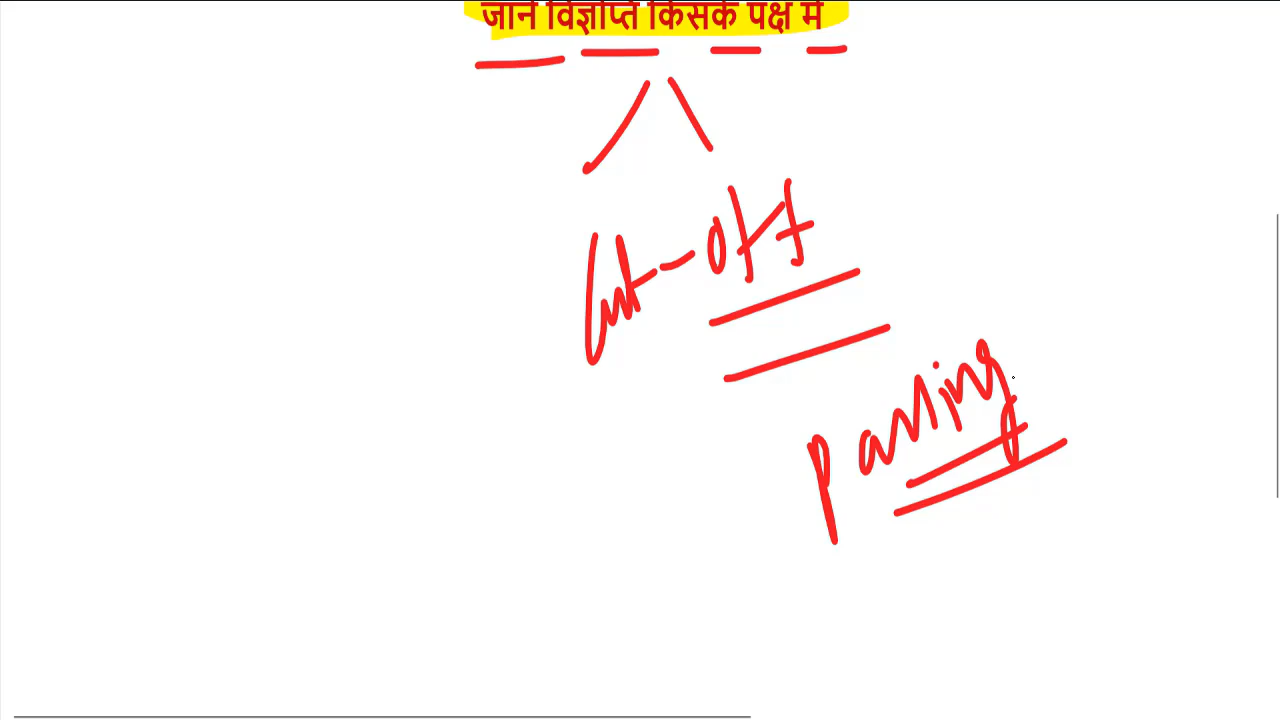 जाने विज्ञप्ति किसके पक्ष में
Cut-off
passing